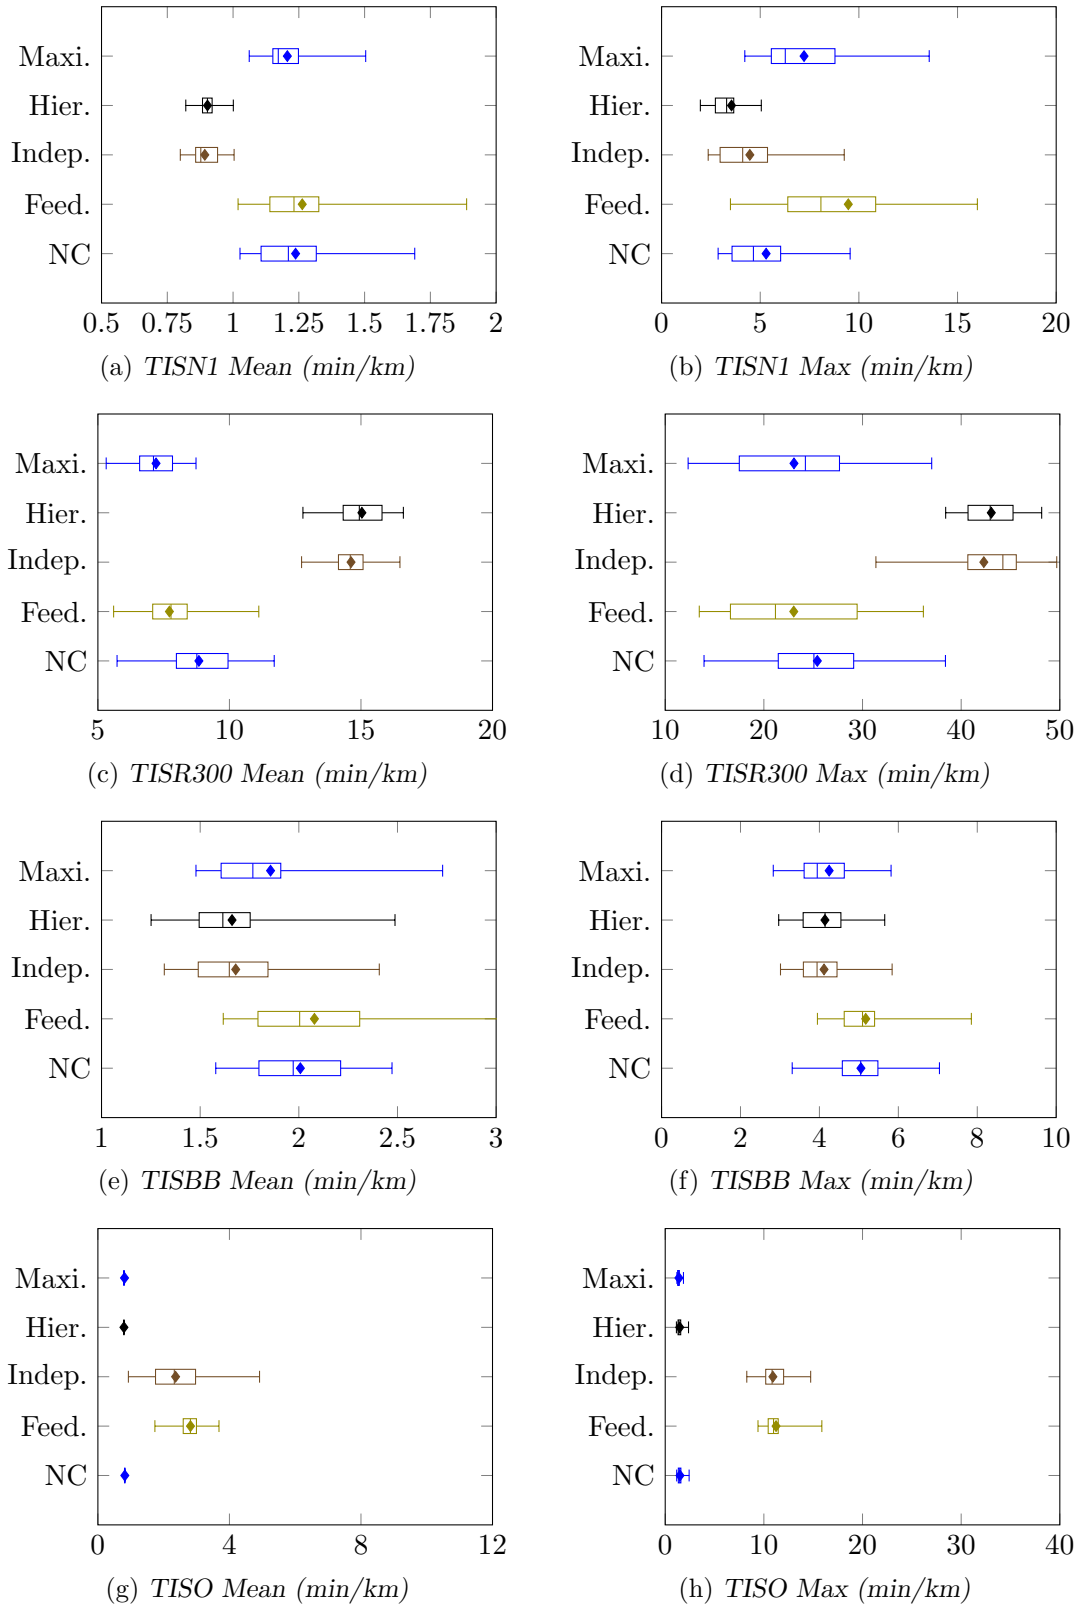 Maxi.
Hier.
Indep.
Feed.
NC
0.5 0.75 1 1.25 1.5 1.75 2
(a) TISN1 Mean (min/km)
Maxi.
Hier.
Indep.
Feed.
NC
0 5 10 15 20
(b) TISN1 Max (min/km)
Maxi.
Hier.
Indep.
Feed.
NC
5 10 15 20
(c) TISR300 Mean (min/km)
Maxi.
Hier.
Indep.
Feed.
NC
10 20 30 40 50
(d) TISR300 Max (min/km)
Maxi.
Hier.
Indep.
Feed.
NC
1 1.5 2 2.5 3
(e) TISBB Mean (min/km)
Maxi.
Hier.
Indep.
Feed.
NC
0 2 4 6 8 10
(f) TISBB Max (min/km)
Maxi.
Hier.
Indep.
Feed.
NC
0 4 8 12
(g) TISO Mean (min/km)
Maxi.
Hier.
Indep.
Feed.
NC
0 10 20 30 40
(h) TISO Max (min/km)